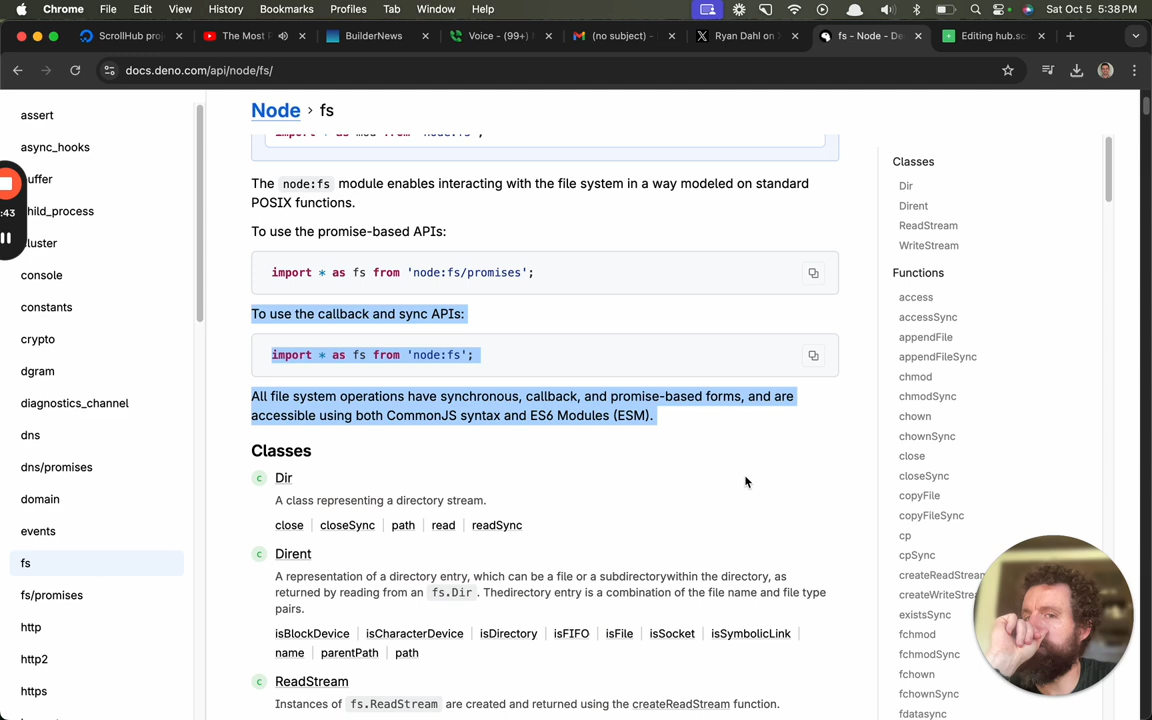 Chrome File Edit View History Bookmarks Profiles Tab Window Help Sat Oct 5 5:38 PM
ScrollHub pro
The Most F
BuilderNews
Voice - (99+)
(no subject) -
Ryan Dahl on X
fs - Node - De
Editing hub.sc
docs.deno.com/api/node/fs/
assert
async_hooks
uffer
hild_process
luster
console
constants
crypto
dgram
diagnostics_channel
dns
dns/promises
domain
events
fs
fs/promises
http
http2
https
:43
Node > fs
import * as mod from 'node:fs';
The node:fs module enables interacting with the file system in a way modeled on standard
POSIX functions.
To use the promise-based APIs:
import * as fs from 'node:fs/promises';
To use the callback and sync APIs:
import * as fs from 'node:fs';
All file system operations have synchronous, callback, and promise-based forms, and are
accessible using both CommonJS syntax and ES6 Modules (ESM).
Classes
c Dir
A class representing a directory stream.
close | closeSync | path | read | readSync
c Dirent
A representation of a directory entry, which can be a file or a subdirectorywithin the directory, as
returned by reading from an fs.Dir. Thedirectory entry is a combination of the file name and file type
pairs.
isBlockDevice | isCharacterDevice | isDirectory | isFIFO | isFile | isSocket | isSymbolicLink
name | parentPath | path
c ReadStream
Instances of fs.ReadStream are created and returned using the createReadStream function.
Classes
Dir
Dirent
ReadStream
WriteStream
Functions
access
accessSync
appendFile
appendFileSync
chmod
chmodSync
chown
chownSync
close
closeSync
copyFile
copyFileSync
cp
cpSync
createReadStream
createWriteStre
existsSync
fchmod
fchmodSync
fchown
fchownSync
fdatasync